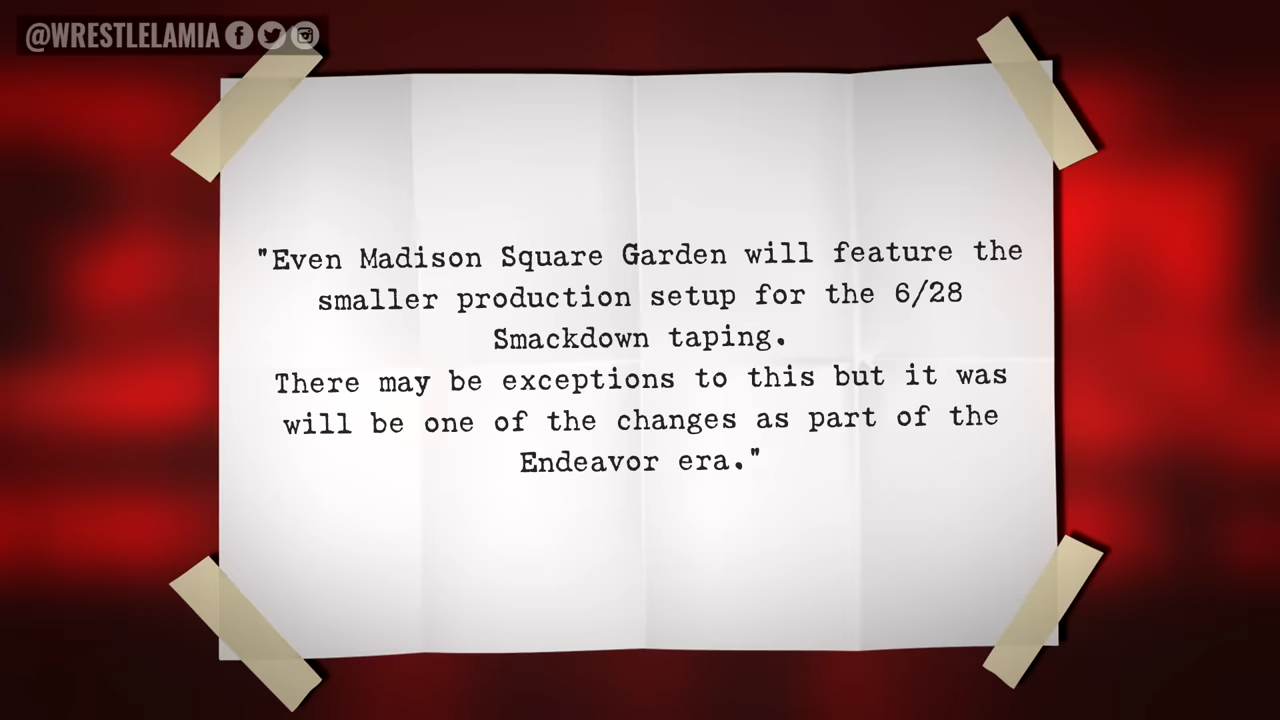 @WRESTLELAMIA
"Even Madison Square Garden will feature the
smaller production setup for the 6/28
Smackdown taping.
There may be exceptions to this but it was
will be one of the changes as part of the
Endeavor era."